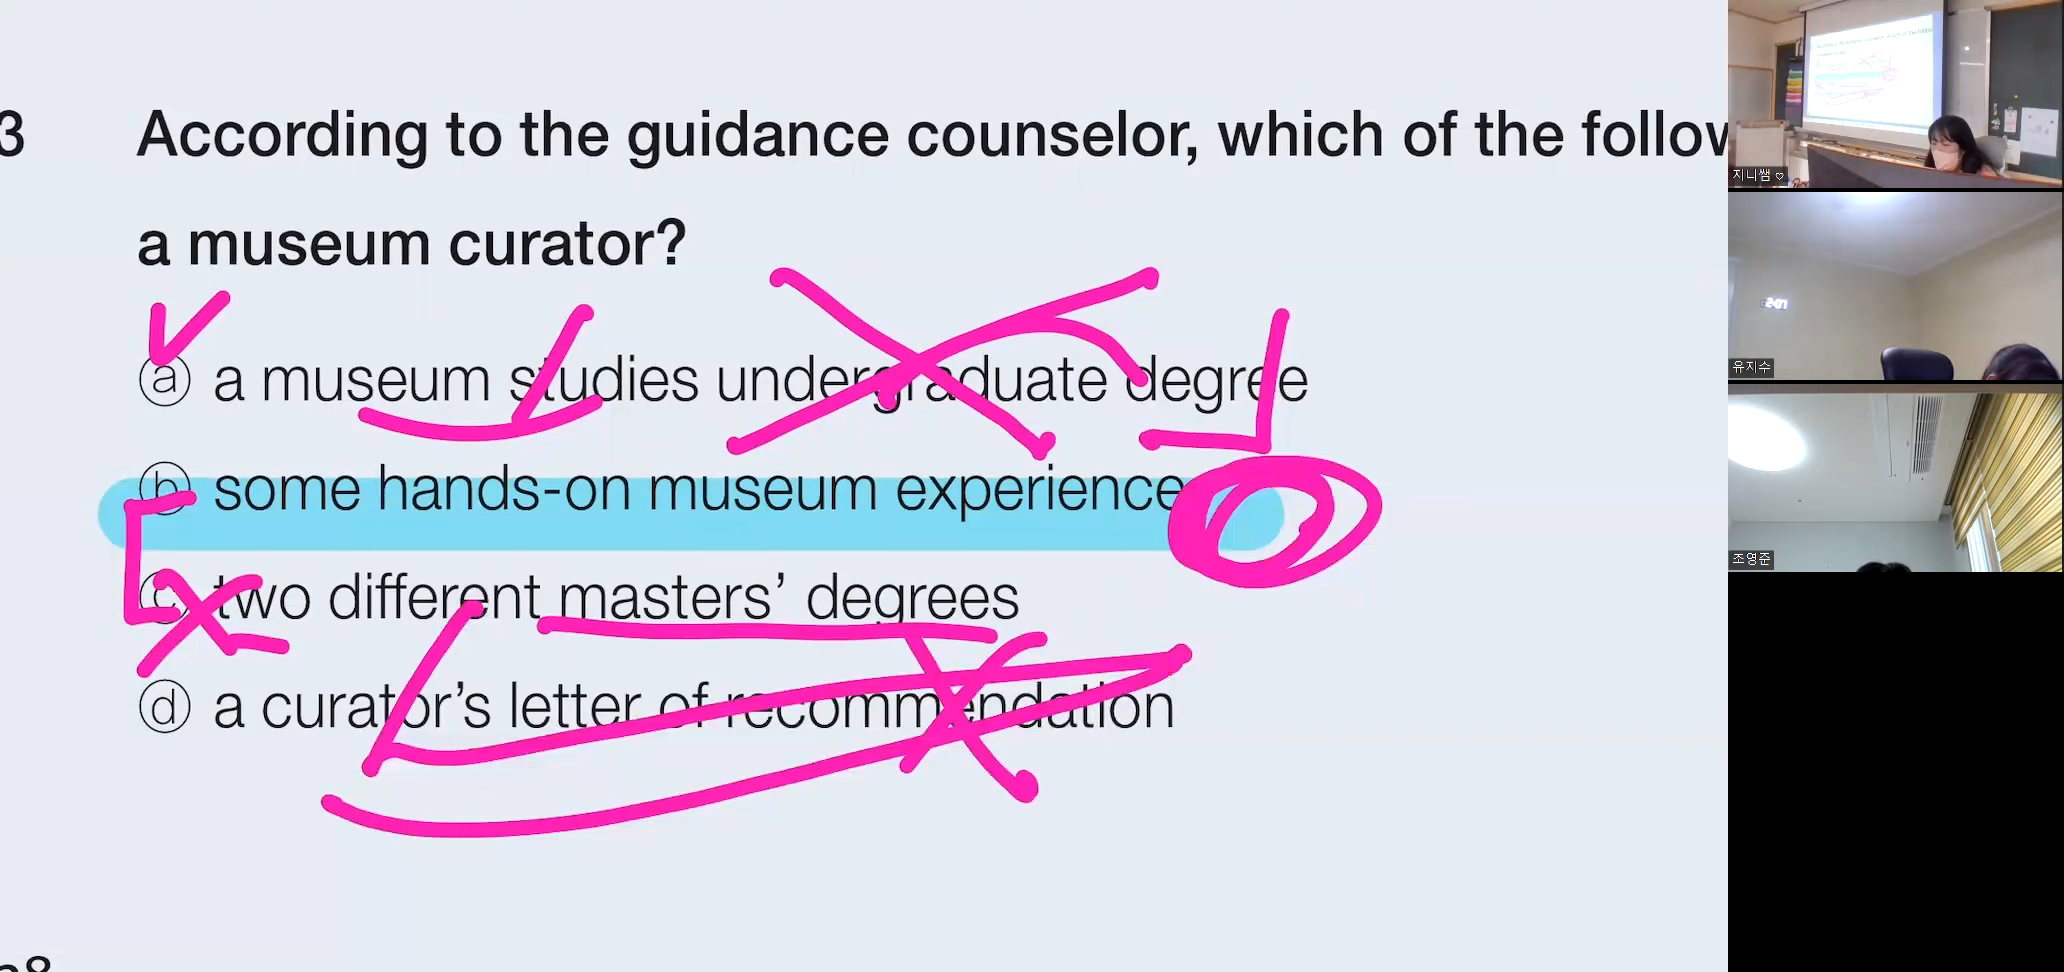 3 According to the guidance counselor, which of the follow
a museum curator?
ⓐ a museum studies undergraduate degree
ⓑ some hands-on museum experience
ⓒ two different masters' degrees
ⓓ a curator's letter of recommendation
지니쌤 ♡
유지수
조영준